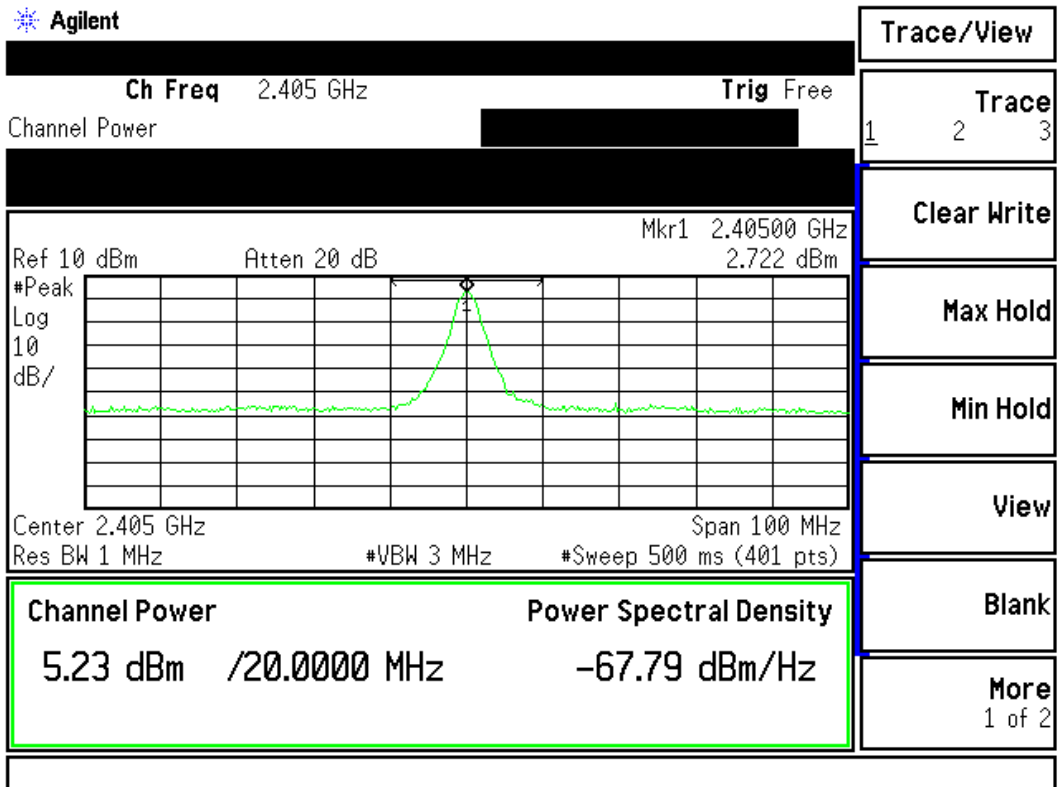 Agilent
Trace/View
Ch Freq 2.405 GHz Trig Free
Channel Power
Trace
1 2 3
Clear Write
Max Hold
Min Hold
View
Blank
More
1 of 2
Mkr1 2.40500 GHz
Ref 10 dBm Atten 20 dB 2.722 dBm
#Peak
Log
10
dB/
1
Center 2.405 GHz Span 100 MHz
Res BW 1 MHz #VBW 3 MHz #Sweep 500 ms (401 pts)
Channel Power Power Spectral Density
5.23 dBm /20.0000 MHz -67.79 dBm/Hz